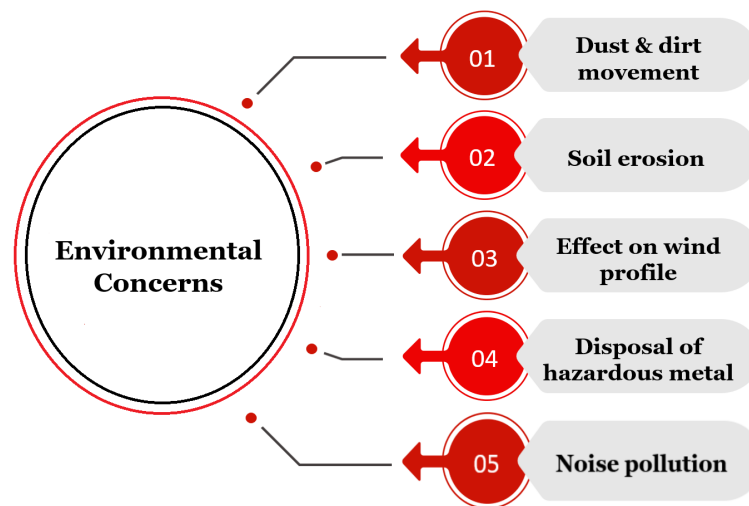 Environmental
Concerns
01
Dust & dirt
movement
02
Soil erosion
03
Effect on wind
profile
04
Disposal of
hazardous metal
05
Noise pollution